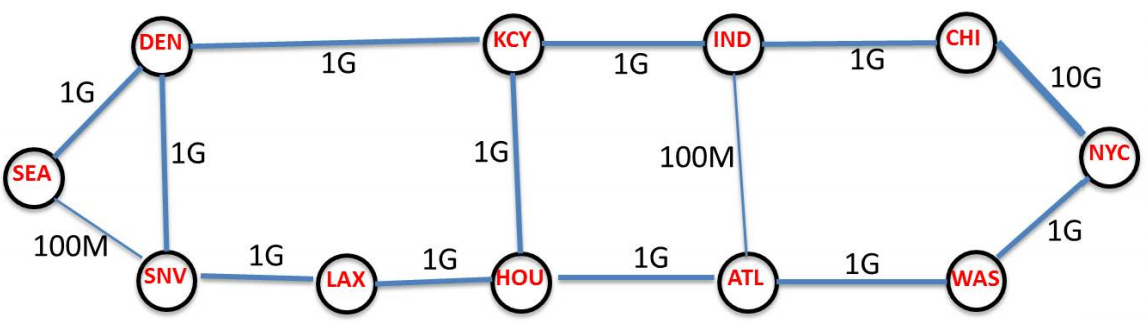 DEN
KCY
IND
CHI
1G
1G
1G
1G
10G
1G
1G
100M
NYC
SEA
100M
1G
1G
1G
1G
1G
SNV
LAX
HOU
ATL
WAS